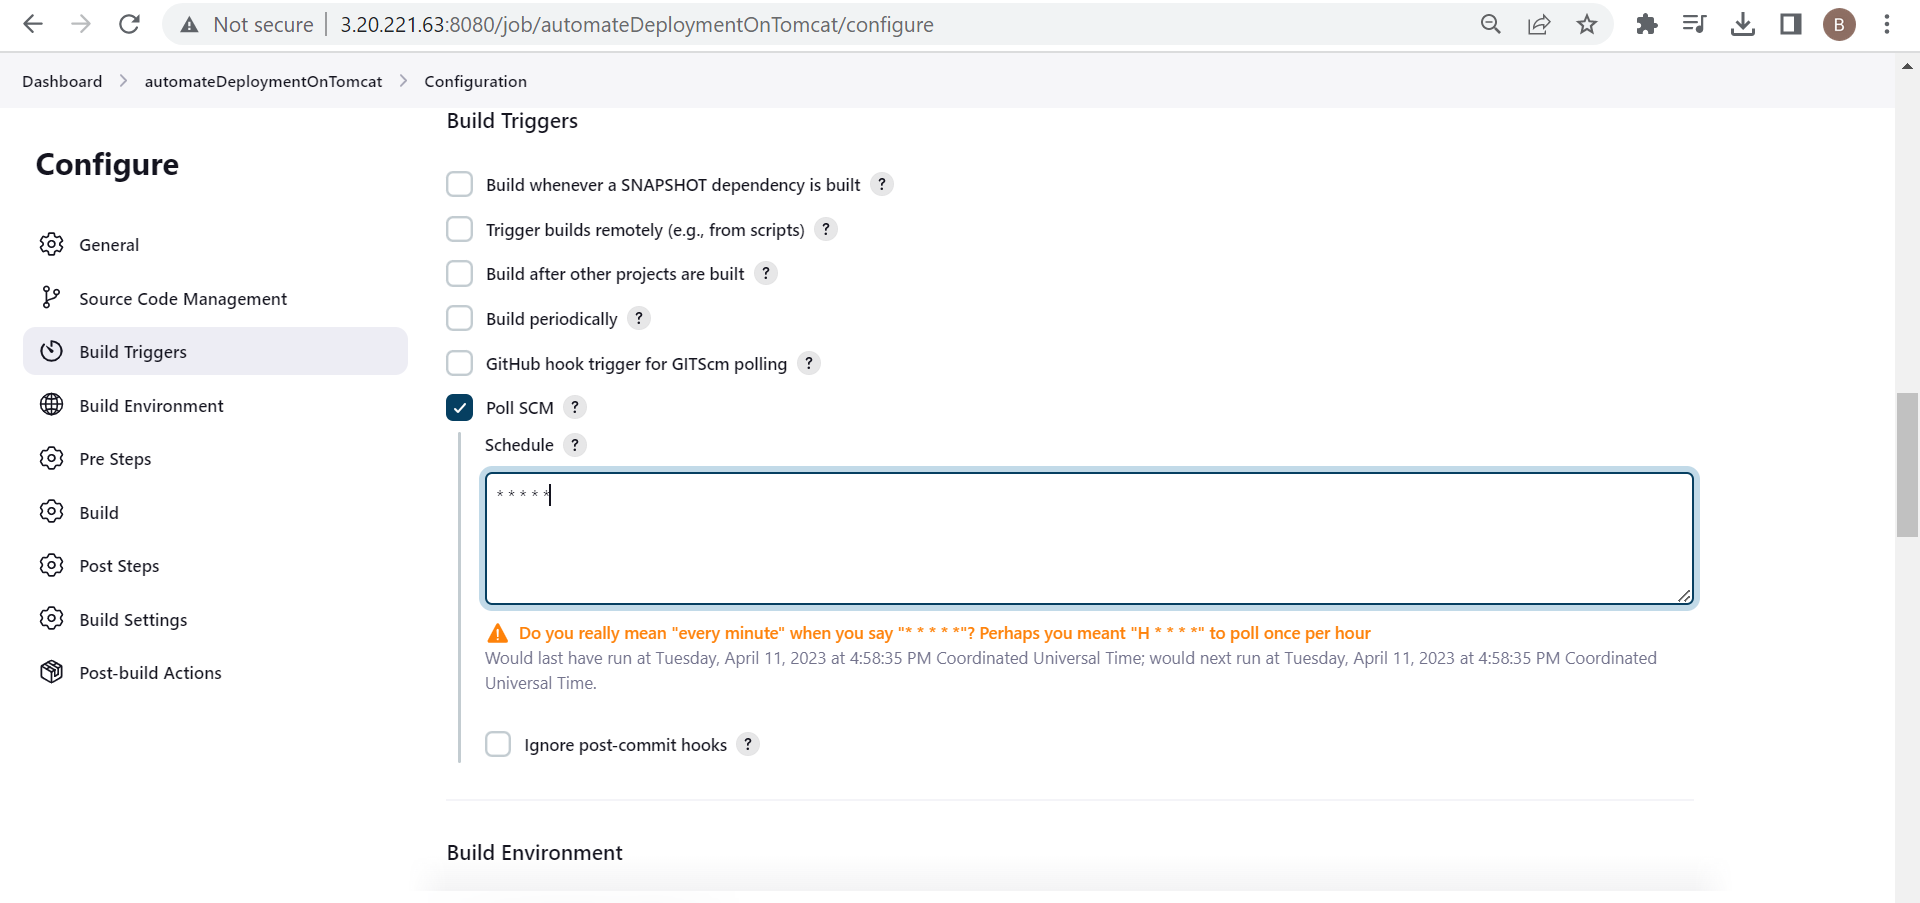 Not secure | 3.20.221.63:8080/job/automateDeploymentOnTomcat/configure
B
Dashboard > automateDeploymentOnTomcat > Configuration
Configure
General
Source Code Management
Build Triggers
Build Environment
Pre Steps
Build
Post Steps
Build Settings
Post-build Actions
Build Triggers
Build whenever a SNAPSHOT dependency is built ?
Trigger builds remotely (e.g., from scripts) ?
Build after other projects are built ?
Build periodically ?
GitHub hook trigger for GITScm polling ?
Poll SCM ?
Schedule ?
* * * * *
Do you really mean "every minute" when you say "* * * * *"? Perhaps you meant "H * * * *" to poll once per hour
Would last have run at Tuesday, April 11, 2023 at 4:58:35 PM Coordinated Universal Time; would next run at Tuesday, April 11, 2023 at 4:58:35 PM Coordinated
Universal Time.
Ignore post-commit hooks ?
Build Environment